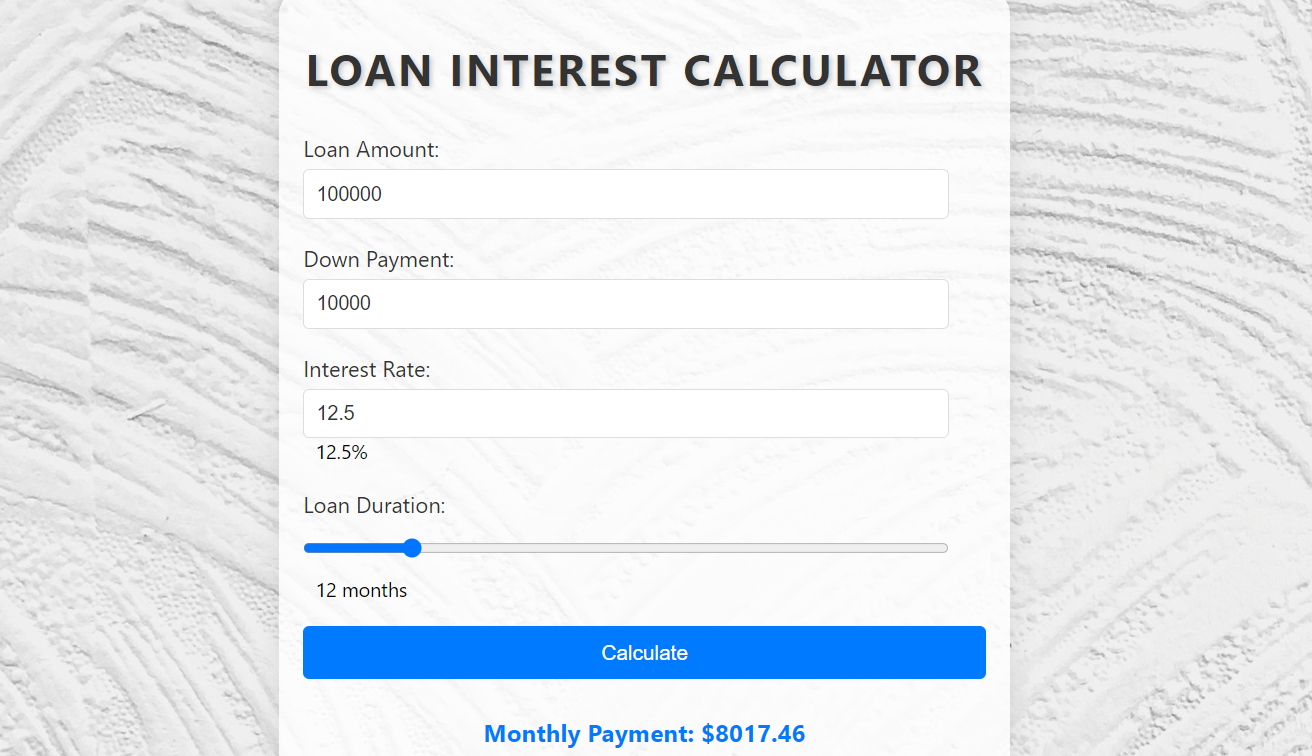 LOAN INTEREST CALCULATOR
Loan Amount:
100000
Down Payment:
10000
Interest Rate:
12.5
12.5%
Loan Duration:
12 months
Calculate
Monthly Payment: $8017.46